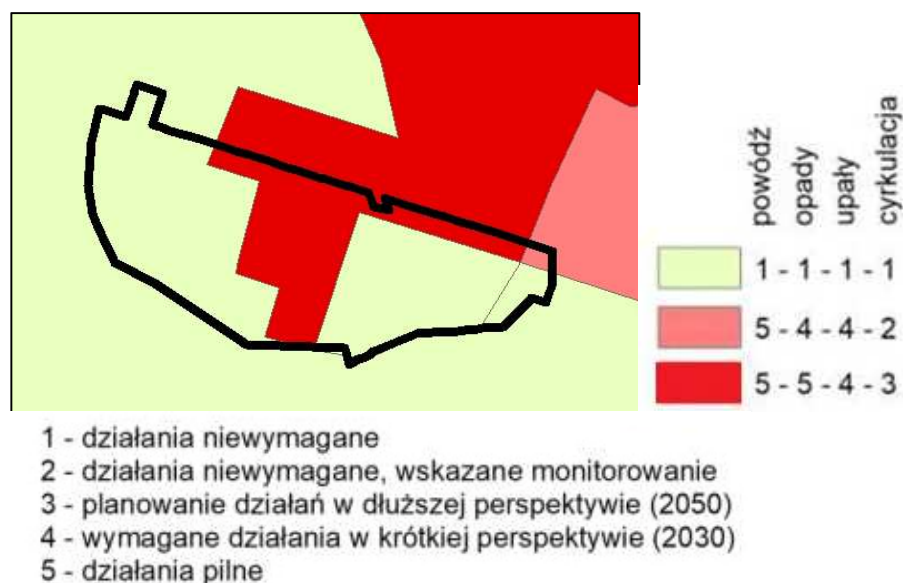 powódź
opady
upały
cyrkulacja
1 - 1 - 1 - 1
5 - 4 - 4 - 2
5 - 5 - 4 - 3
1 - działania niewymagane
2 - działania niewymagane, wskazane monitorowanie
3 - planowanie działań w dłuższej perspektywie (2050)
4 - wymagane działania w krótkiej perspektywie (2030)
5 - działania pilne